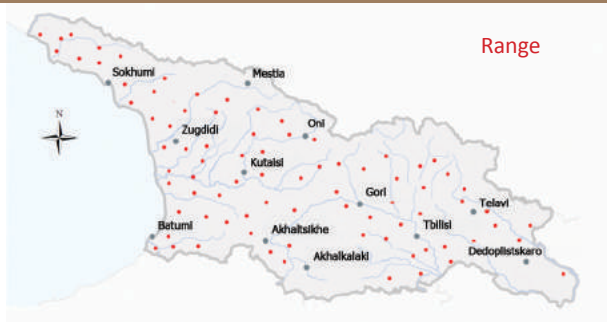 Range
Sokhumi
Mestia
N
Zugdidi
Oni
Kutaisi
Gori
Telavi
Batumi
Akhaltsikhe
Tbilisi
Akhalkalaki
Dedoplistskaro